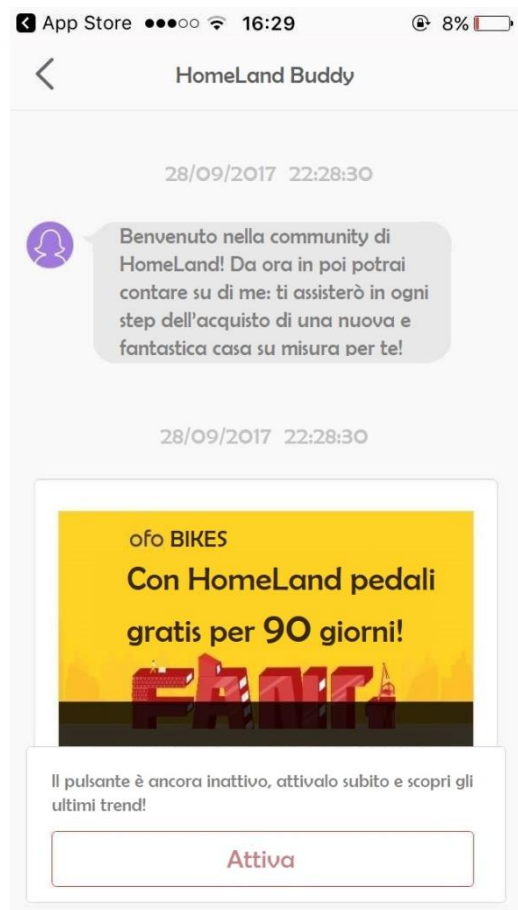 App Store 16:29 8%
HomeLand Buddy
28/09/2017 22:28:30
Benvenuto nella community di
HomeLand! Da ora in poi potrai
contare su di me: ti assisterò in ogni
step dell'acquisto di una nuova e
fantastica casa su misura per te!
28/09/2017 22:28:30
ofo BIKES
Con HomeLand pedali
gratis per 90 giorni!
Il pulsante è ancora inattivo, attivalo subito e scopri gli
ultimi trend!
Attiva